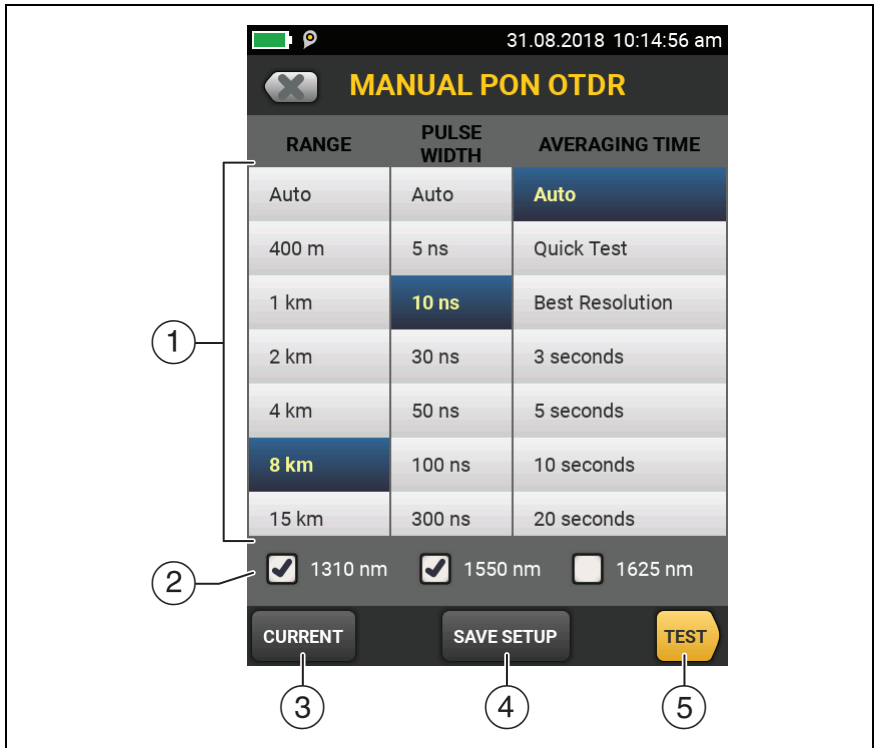 31.08.2018 10:14:56 am
MANUAL PON OTDR
RANGE PULSE WIDTH AVERAGING TIME
Auto Auto Auto
400 m 5 ns Quick Test
1 km 10 ns Best Resolution
2 km 30 ns 3 seconds
4 km 50 ns 5 seconds
8 km 100 ns 10 seconds
15 km 300 ns 20 seconds
1310 nm 1550 nm 1625 nm
CURRENT SAVE SETUP TEST
1
2
3 4 5